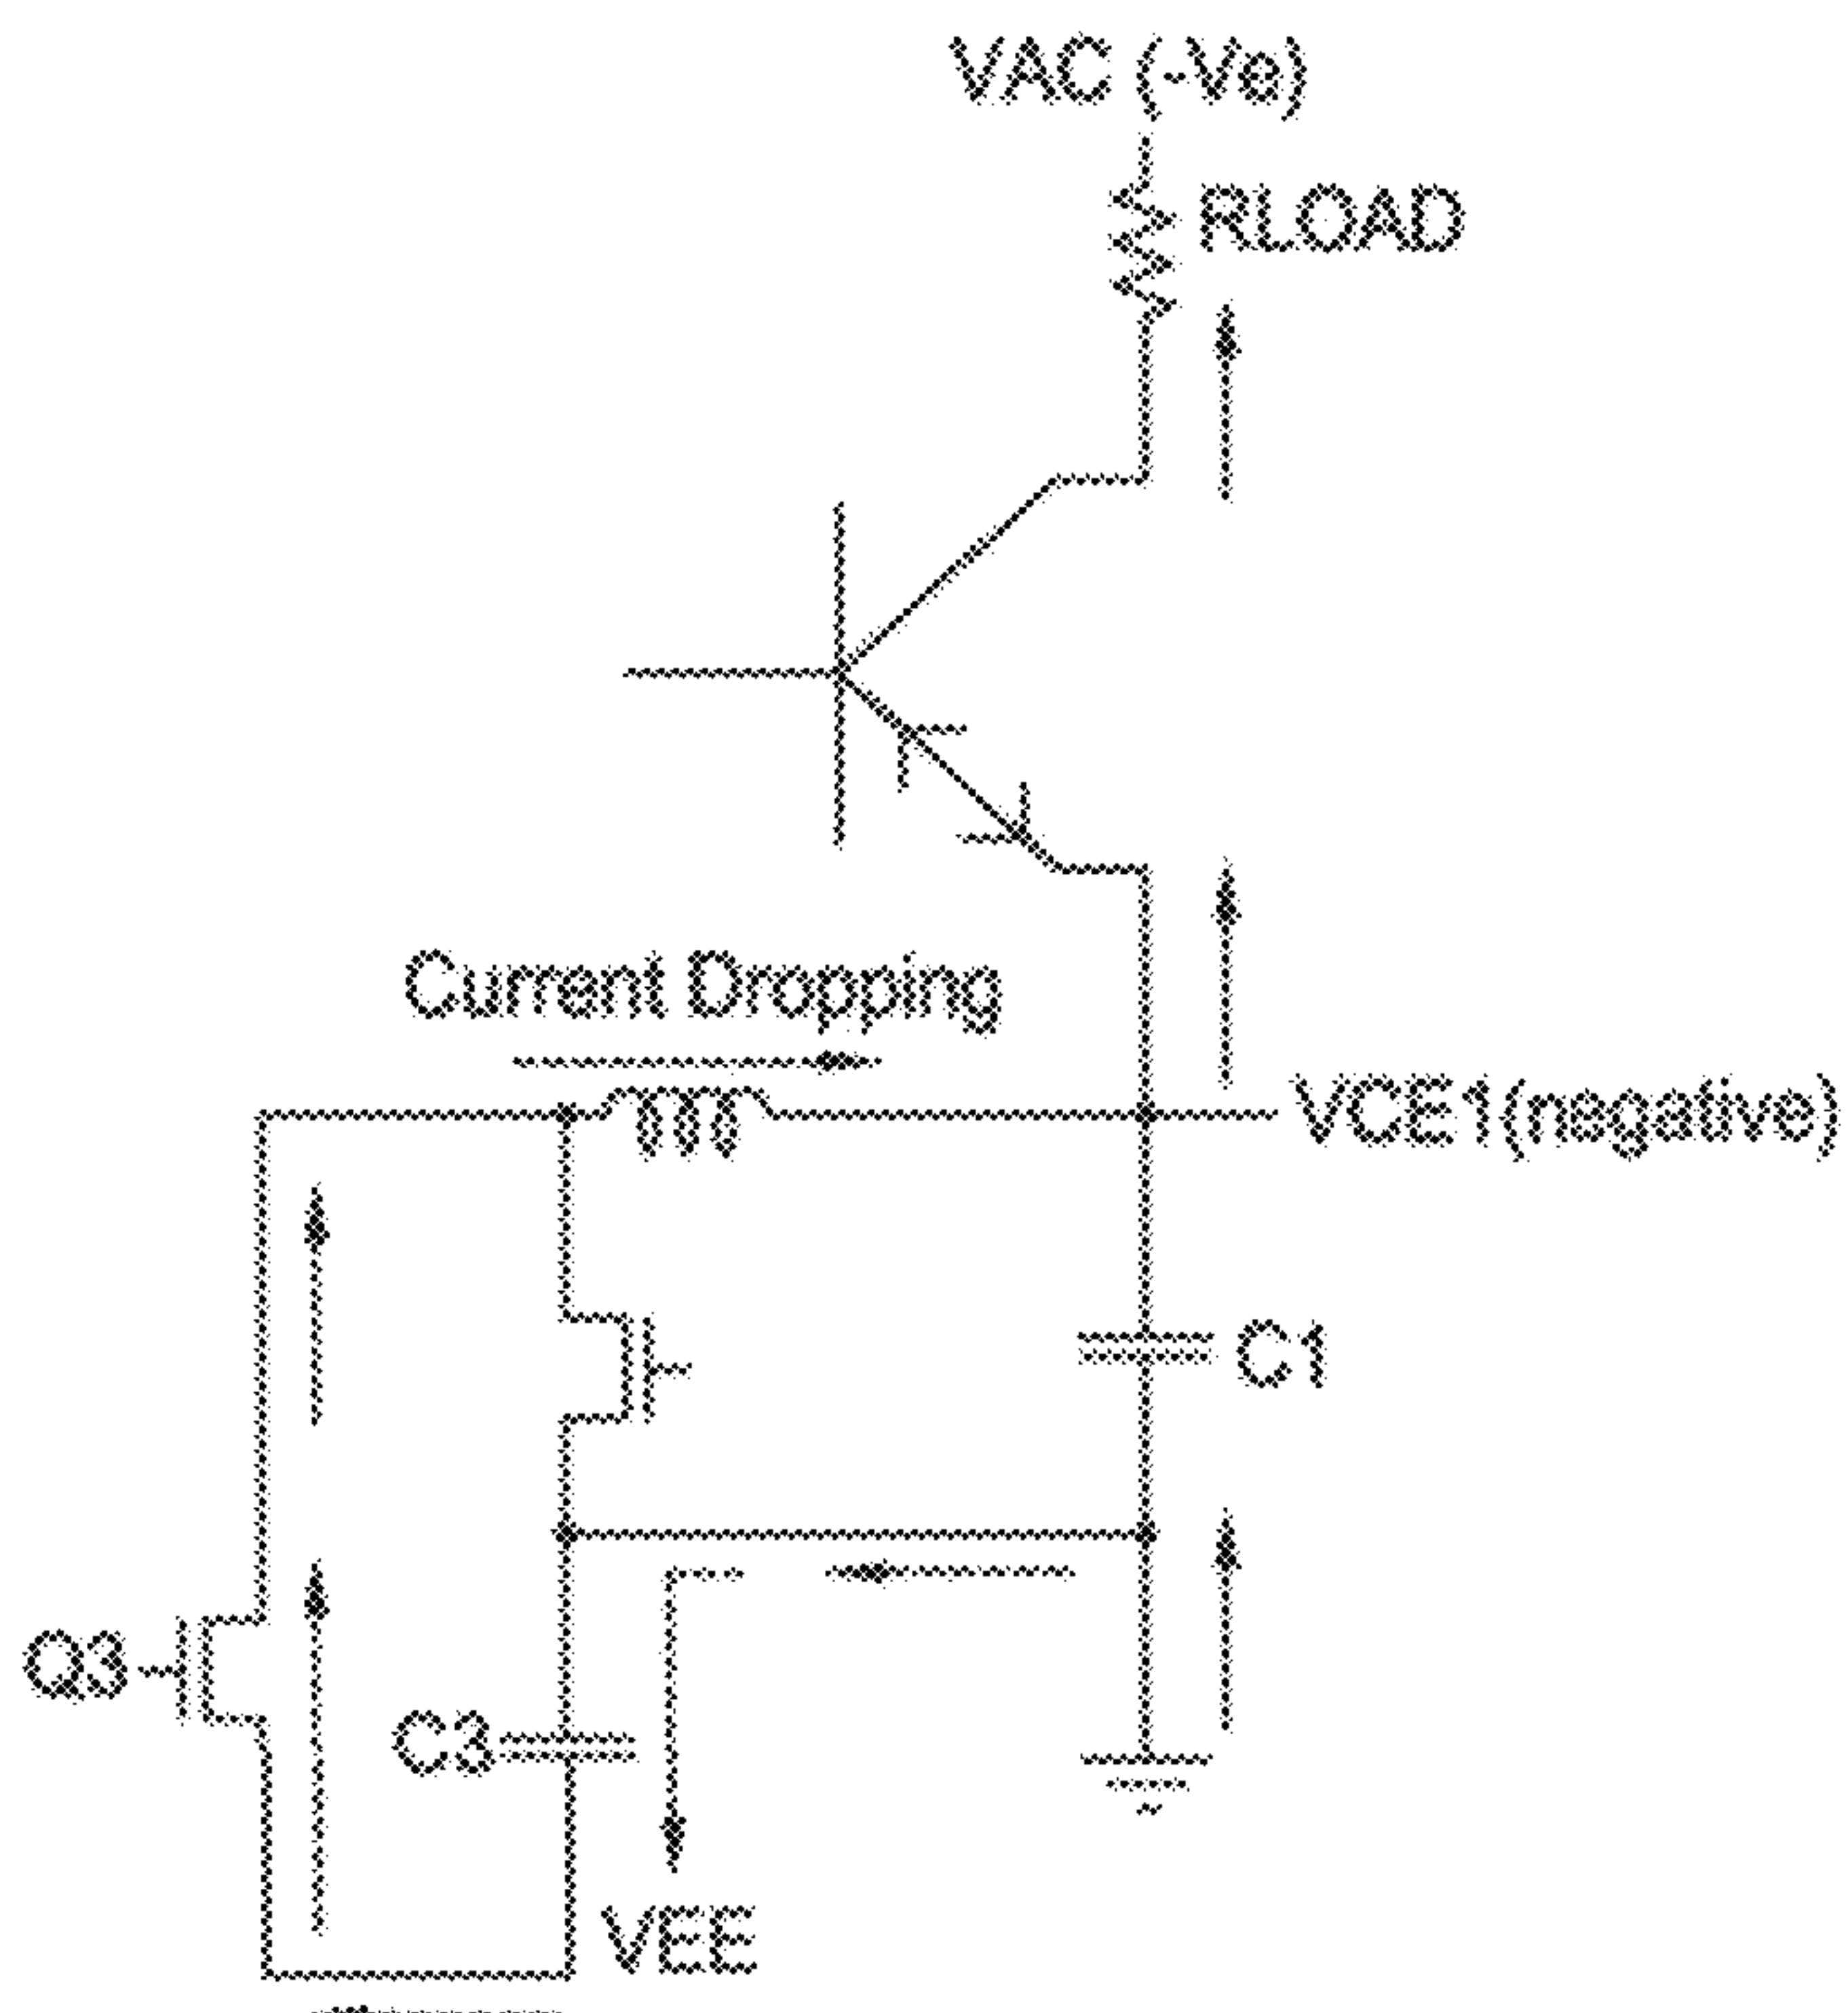 VAC (-Ve)
RLOAD
Current Dropping
VCE1(negative)
C1
Q3
C3
VEE